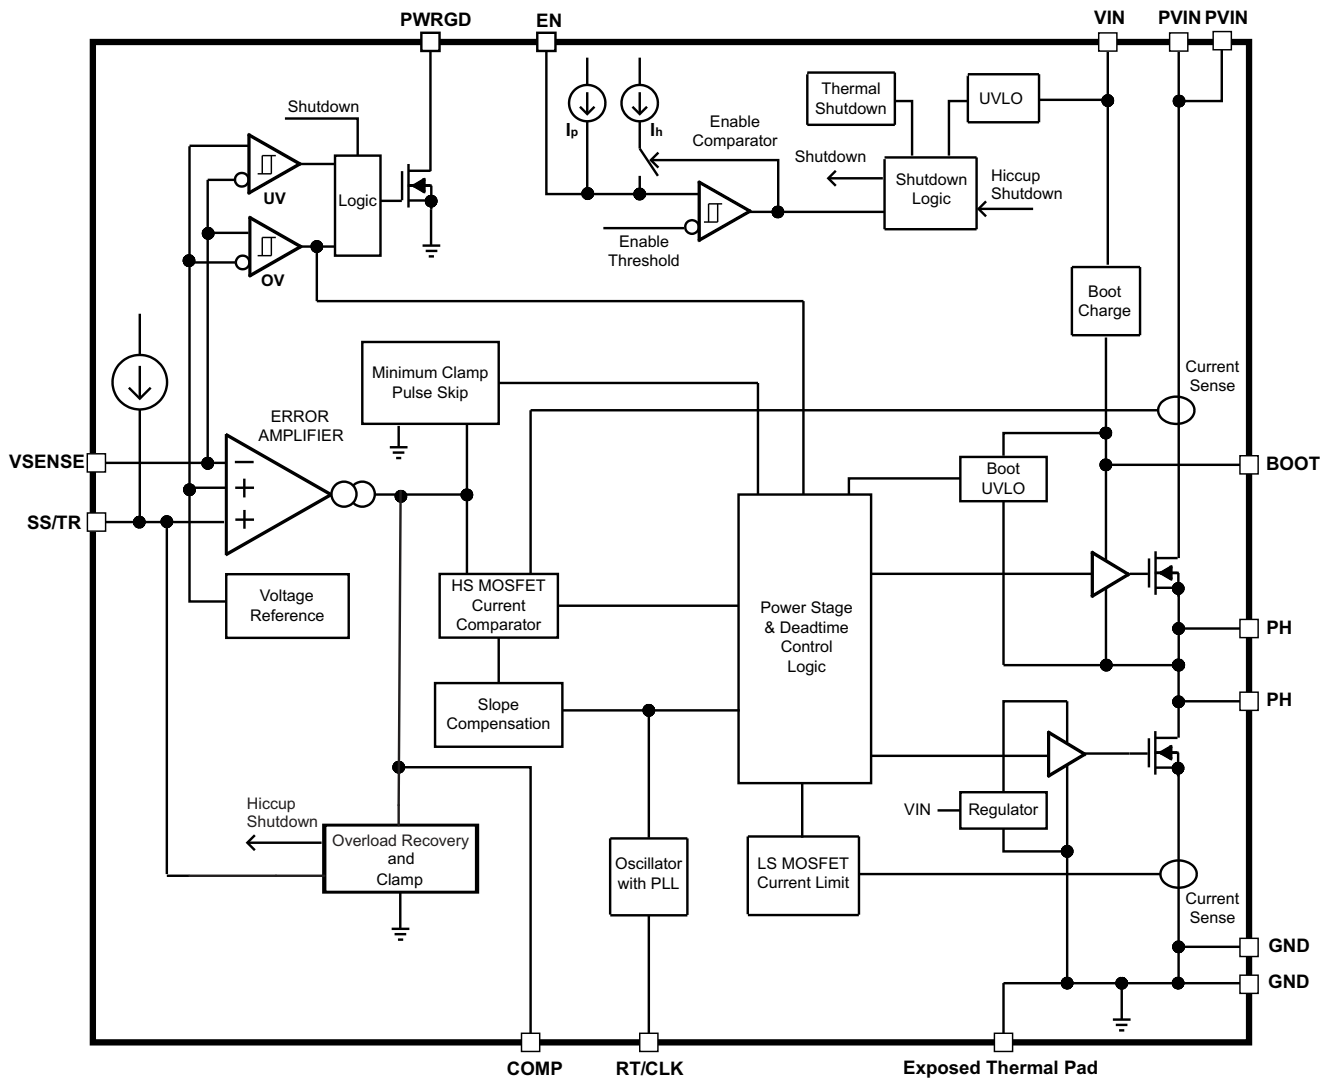 PWRGD
EN
VIN
PVIN
PVIN
Shutdown
UV
OV
Logic
Ip
Ih
Enable
Comparator
Enable
Threshold
Thermal
Shutdown
UVLO
Shutdown
Shutdown
Logic
Hiccup
Shutdown
Boot
Charge
Current
Sense
Minimum Clamp
Pulse Skip
ERROR
AMPLIFIER
−
+
+
VSENSE
SS/TR
BOOT
Boot
UVLO
Voltage
Reference
HS MOSFET
Current
Comparator
Power Stage
& Deadtime
Control
Logic
PH
PH
Slope
Compensation
VIN
Regulator
Hiccup
Shutdown
Overload Recovery
and
Clamp
Oscillator
with PLL
LS MOSFET
Current Limit
Current
Sense
GND
GND
COMP
RT/CLK
Exposed Thermal Pad